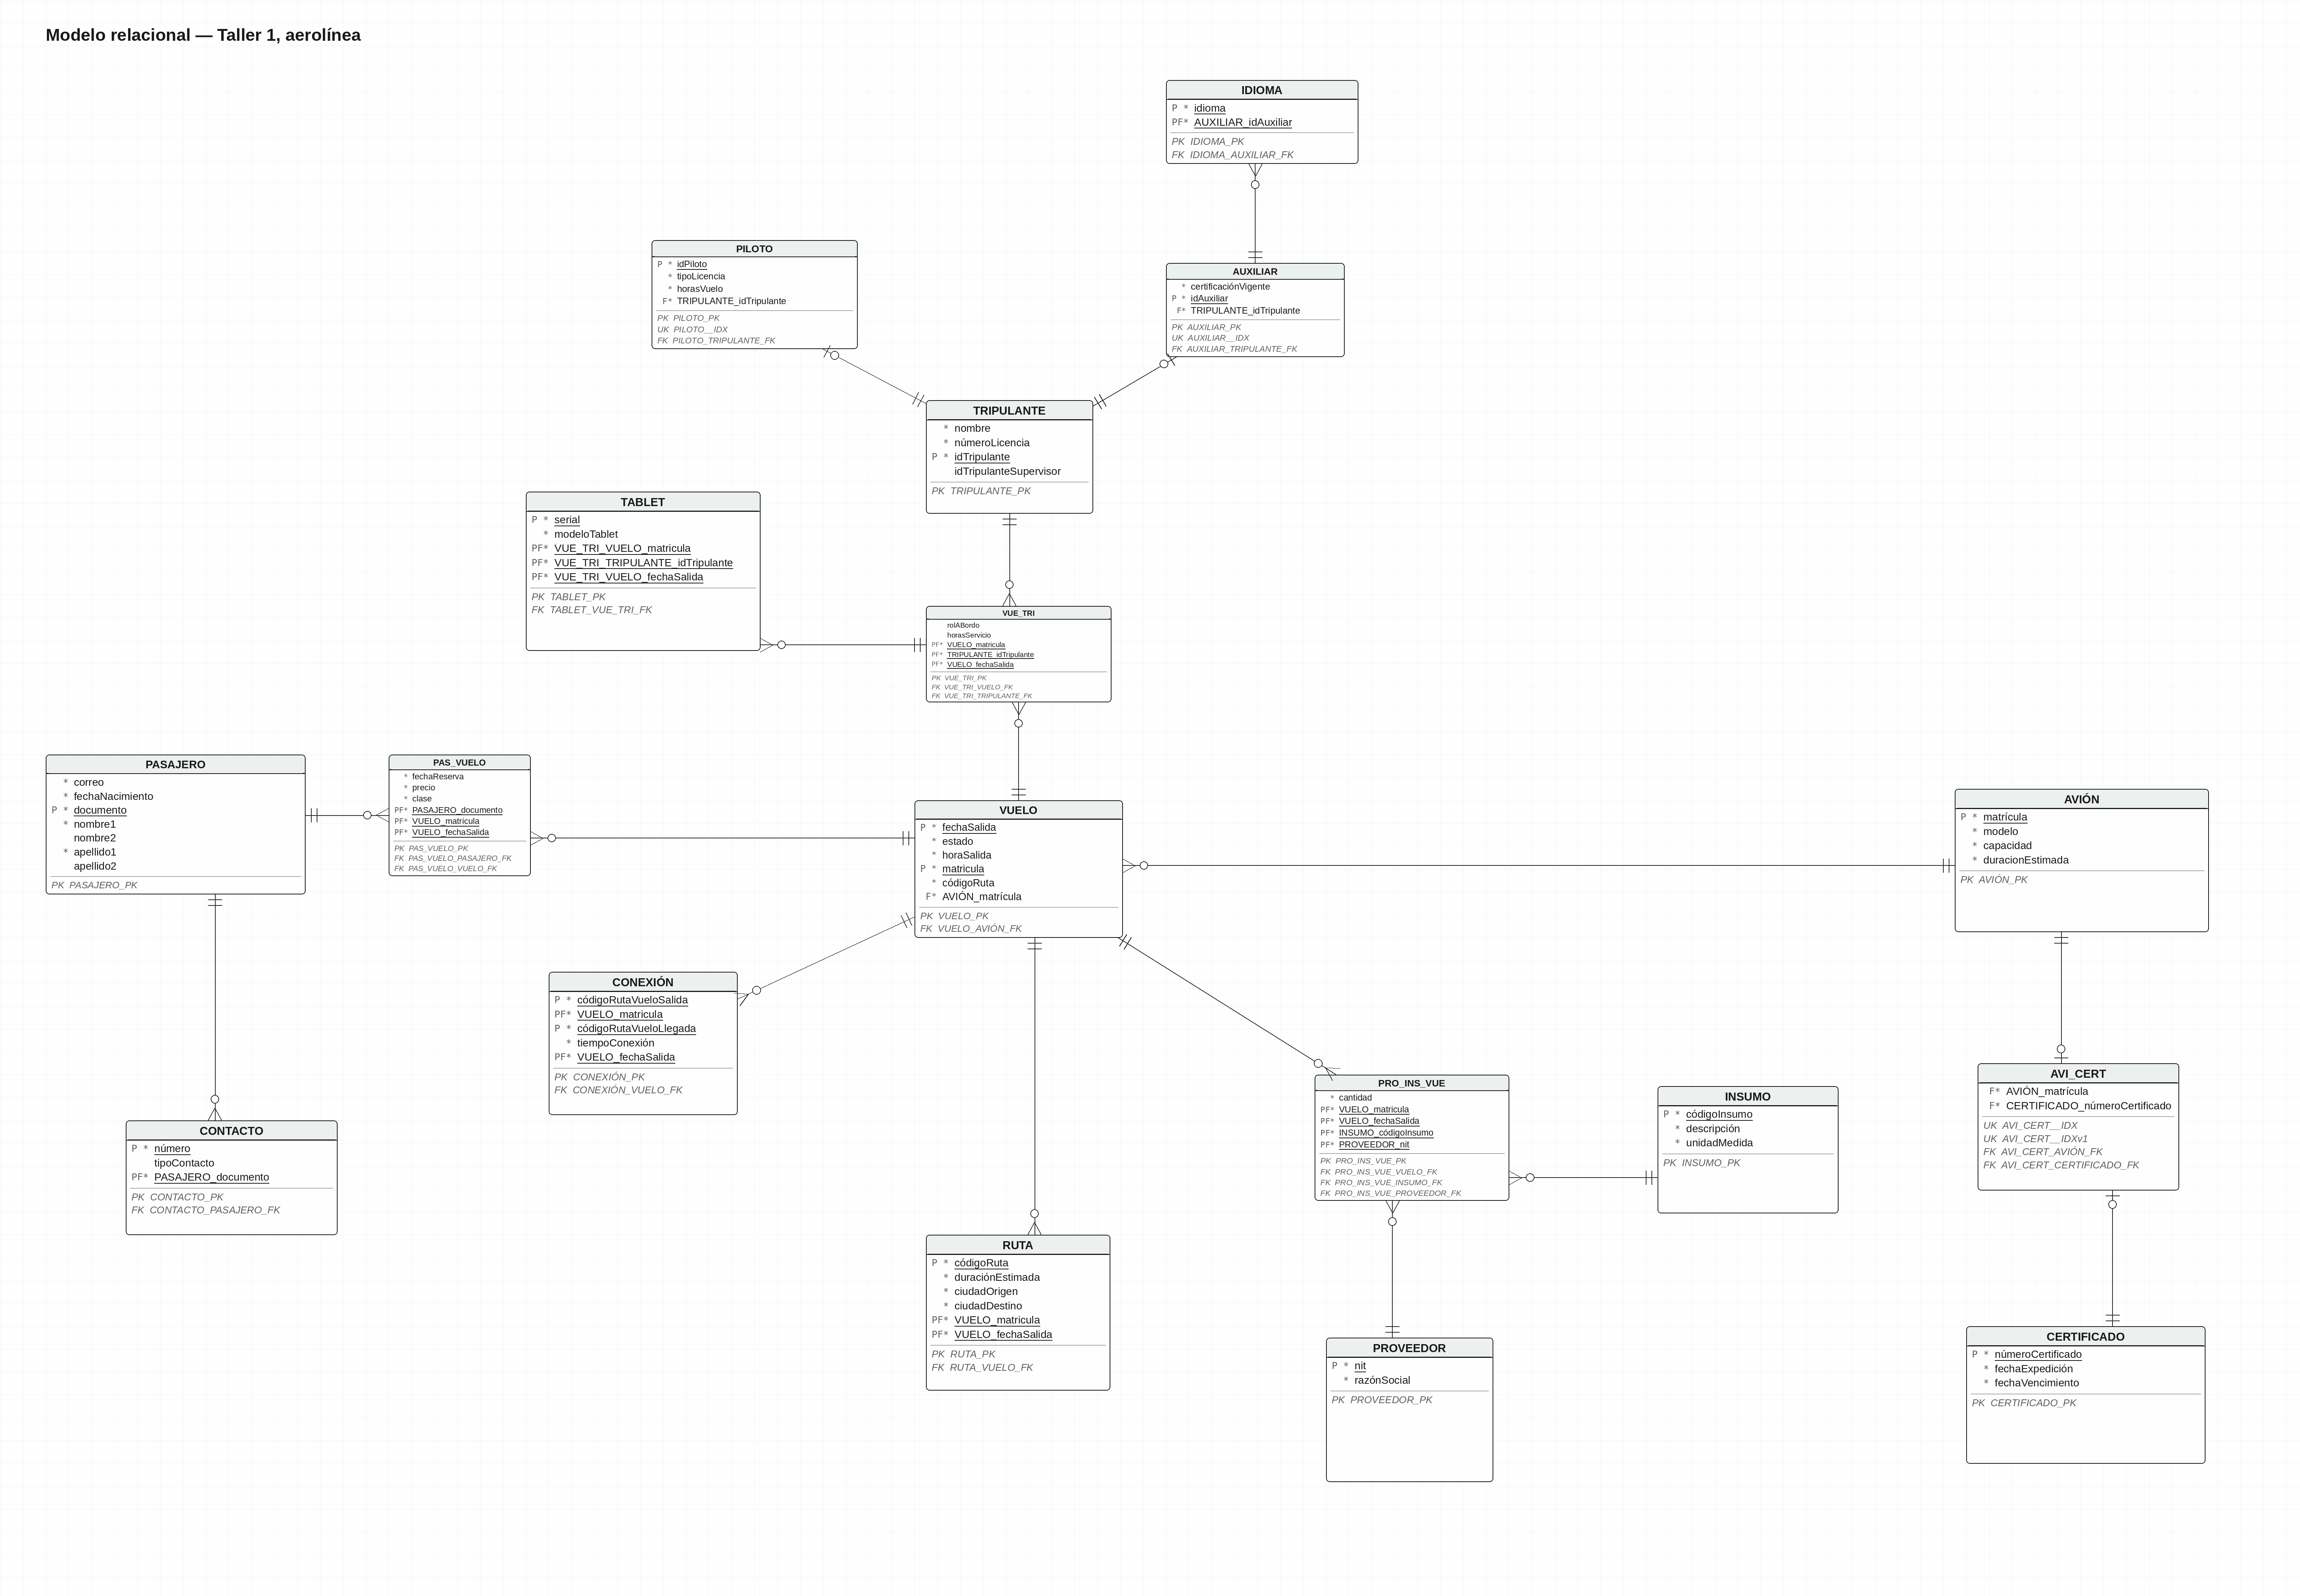 Modelo relacional — Taller 1, aerolínea
IDIOMA
P * idioma
PF* AUXILIAR_idAuxiliar
PK IDIOMA_PK
FK IDIOMA_AUXILIAR_FK
PILOTO
P * idPiloto
* tipoLicencia
* horasVuelo
F* TRIPULANTE_idTripulante
PK PILOTO_PK
UK PILOTO__IDX
FK PILOTO_TRIPULANTE_FK
AUXILIAR
* certificaciónVigente
P * idAuxiliar
F* TRIPULANTE_idTripulante
PK AUXILIAR_PK
UK AUXILIAR__IDX
FK AUXILIAR_TRIPULANTE_FK
TRIPULANTE
* nombre
* númeroLicencia
P * idTripulante
idTripulanteSupervisor
PK TRIPULANTE_PK
TABLET
P * serial
* modeloTablet
PF* VUE_TRI_VUELO_matricula
PF* VUE_TRI_TRIPULANTE_idTripulante
PF* VUE_TRI_VUELO_fechaSalida
PK TABLET_PK
FK TABLET_VUE_TRI_FK
VUE_TRI
rolABordo
horasServicio
PF* VUELO_matricula
PF* TRIPULANTE_idTripulante
PF* VUELO_fechaSalida
PK VUE_TRI_PK
FK VUE_TRI_VUELO_FK
FK VUE_TRI_TRIPULANTE_FK
PASAJERO
* correo
* fechaNacimiento
P * documento
* nombre1
nombre2
* apellido1
apellido2
PK PASAJERO_PK
PAS_VUELO
* fechaReserva
* precio
* clase
PF* PASAJERO_documento
PF* VUELO_matricula
PF* VUELO_fechaSalida
PK PAS_VUELO_PK
FK PAS_VUELO_PASAJERO_FK
FK PAS_VUELO_VUELO_FK
VUELO
P * fechaSalida
* estado
* horaSalida
P * matricula
* códigoRuta
F* AVIÓN_matrícula
PK VUELO_PK
FK VUELO_AVIÓN_FK
AVIÓN
P * matrícula
* modelo
* capacidad
* duracionEstimada
PK AVIÓN_PK
CONEXIÓN
P * códigoRutaVueloSalida
PF* VUELO_matricula
P * códigoRutaVueloLlegada
* tiempoConexión
PF* VUELO_fechaSalida
PK CONEXIÓN_PK
FK CONEXIÓN_VUELO_FK
CONTACTO
P * número
tipoContacto
PF* PASAJERO_documento
PK CONTACTO_PK
FK CONTACTO_PASAJERO_FK
PRO_INS_VUE
* cantidad
PF* VUELO_matricula
PF* VUELO_fechaSalida
PF* INSUMO_códigoInsumo
PF* PROVEEDOR_nit
PK PRO_INS_VUE_PK
FK PRO_INS_VUE_VUELO_FK
FK PRO_INS_VUE_INSUMO_FK
FK PRO_INS_VUE_PROVEEDOR_FK
INSUMO
P * códigoInsumo
* descripción
* unidadMedida
PK INSUMO_PK
AVI_CERT
F* AVIÓN_matrícula
F* CERTIFICADO_númeroCertificado
UK AVI_CERT__IDX
UK AVI_CERT__IDXv1
FK AVI_CERT_AVIÓN_FK
FK AVI_CERT_CERTIFICADO_FK
RUTA
P * códigoRuta
* duraciónEstimada
* ciudadOrigen
* ciudadDestino
PF* VUELO_matricula
PF* VUELO_fechaSalida
PK RUTA_PK
FK RUTA_VUELO_FK
PROVEEDOR
P * nit
* razónSocial
PK PROVEEDOR_PK
CERTIFICADO
P * númeroCertificado
* fechaExpedición
* fechaVencimiento
PK CERTIFICADO_PK